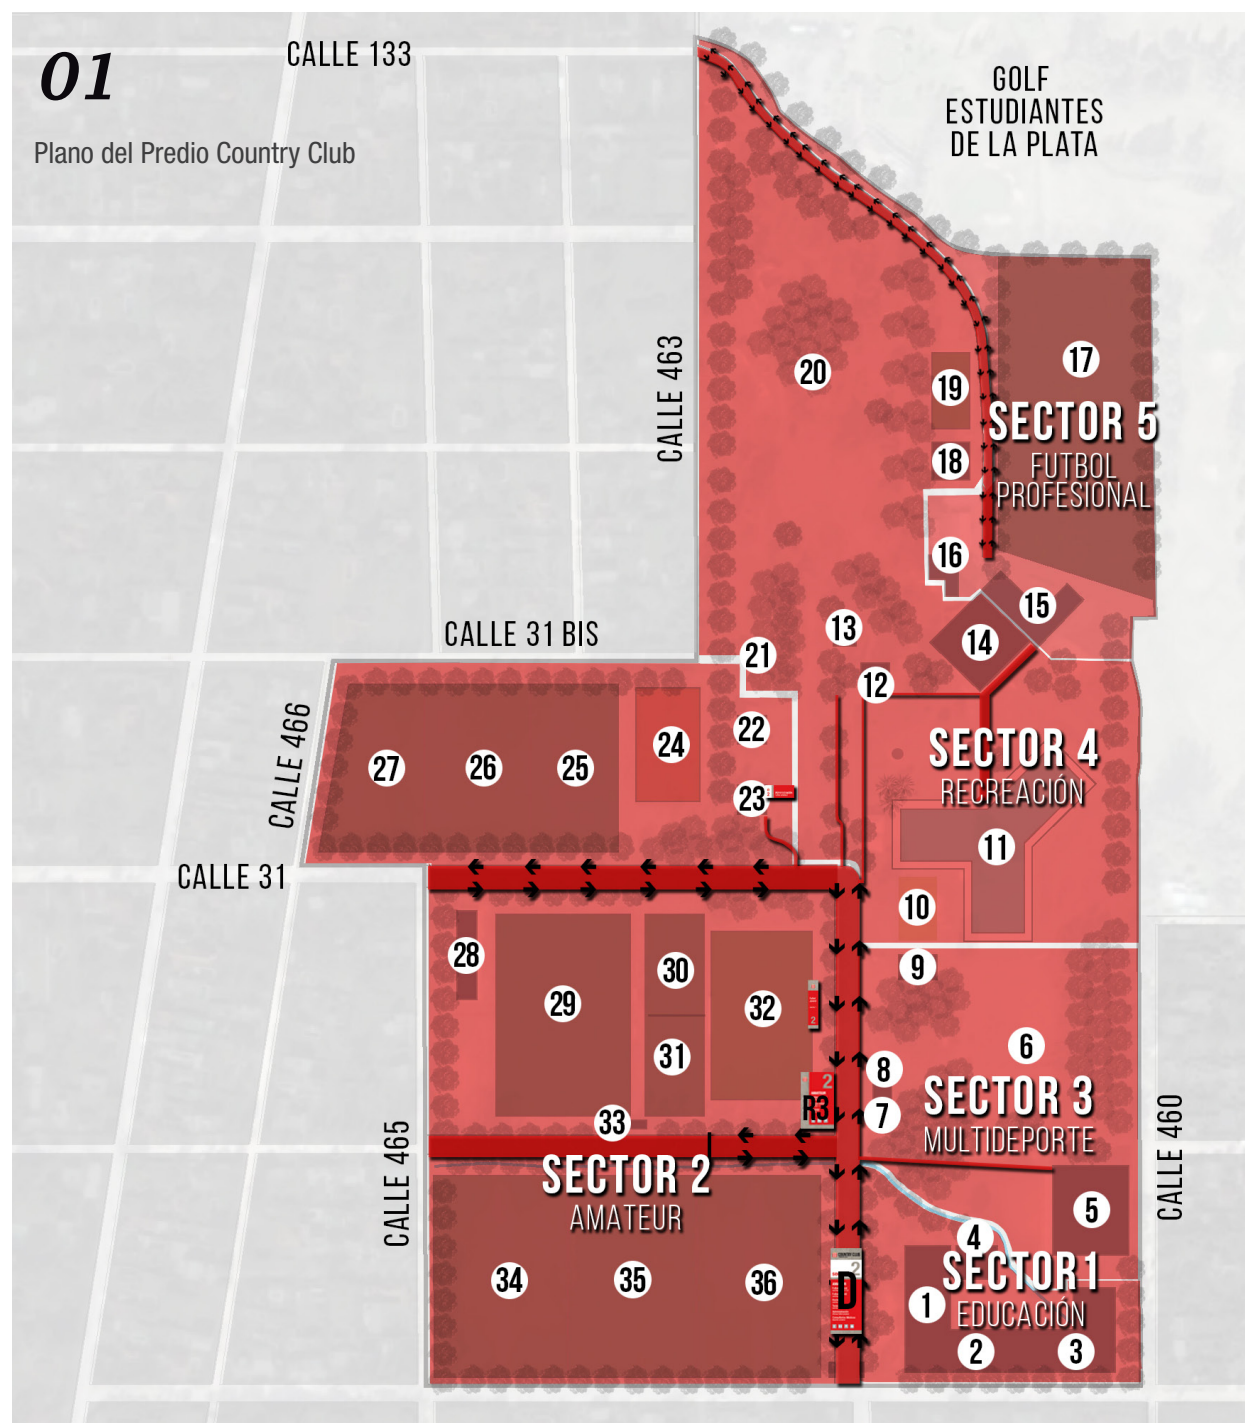 01
CALLE 133
Plano del Predio Country Club
GOLF
ESTUDIANTES
DE LA PLATA
CALLE 463
20
19
17
SECTOR 5
FUTBOL
PROFESIONAL
18
16
15
13
14
CALLE 31 BIS
21
12
CALLE 466
22
24
27
26
25
23
SECTOR 4
RECREACIÓN
11
CALLE 31
10
28
9
30
29
32
31
6
8
2
R3
7
33
SECTOR 3
MULTIDEPORTE
CALLE 465
CALLE 460
SECTOR 2
AMATEUR
5
4
34
35
36
2
D
SECTOR 1
EDUCACIÓN
1
2
3